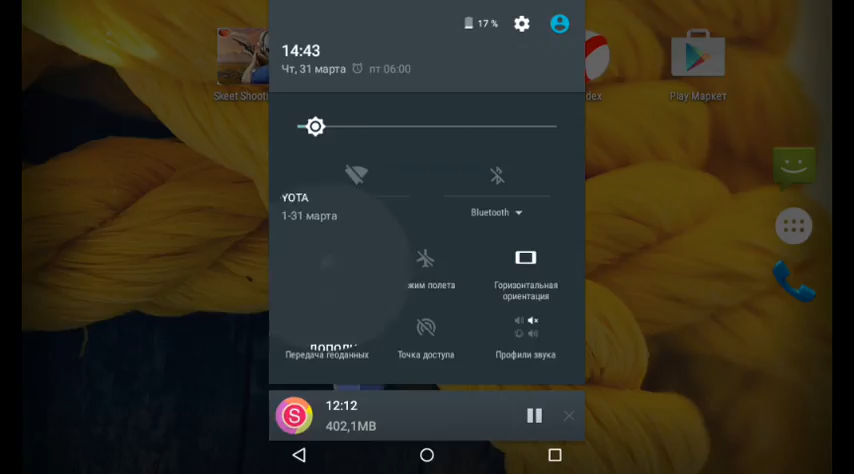 17 %
14:43
Чт, 31 марта пт 06:00
Skeet Shooti
dex
Play Маркет
YOTA
1-31 марта
Bluetooth
жим полета
Горизонтальная
ориентация
Передача геоданных
Точка доступа
Профили звука
S
12:12
402,1MB